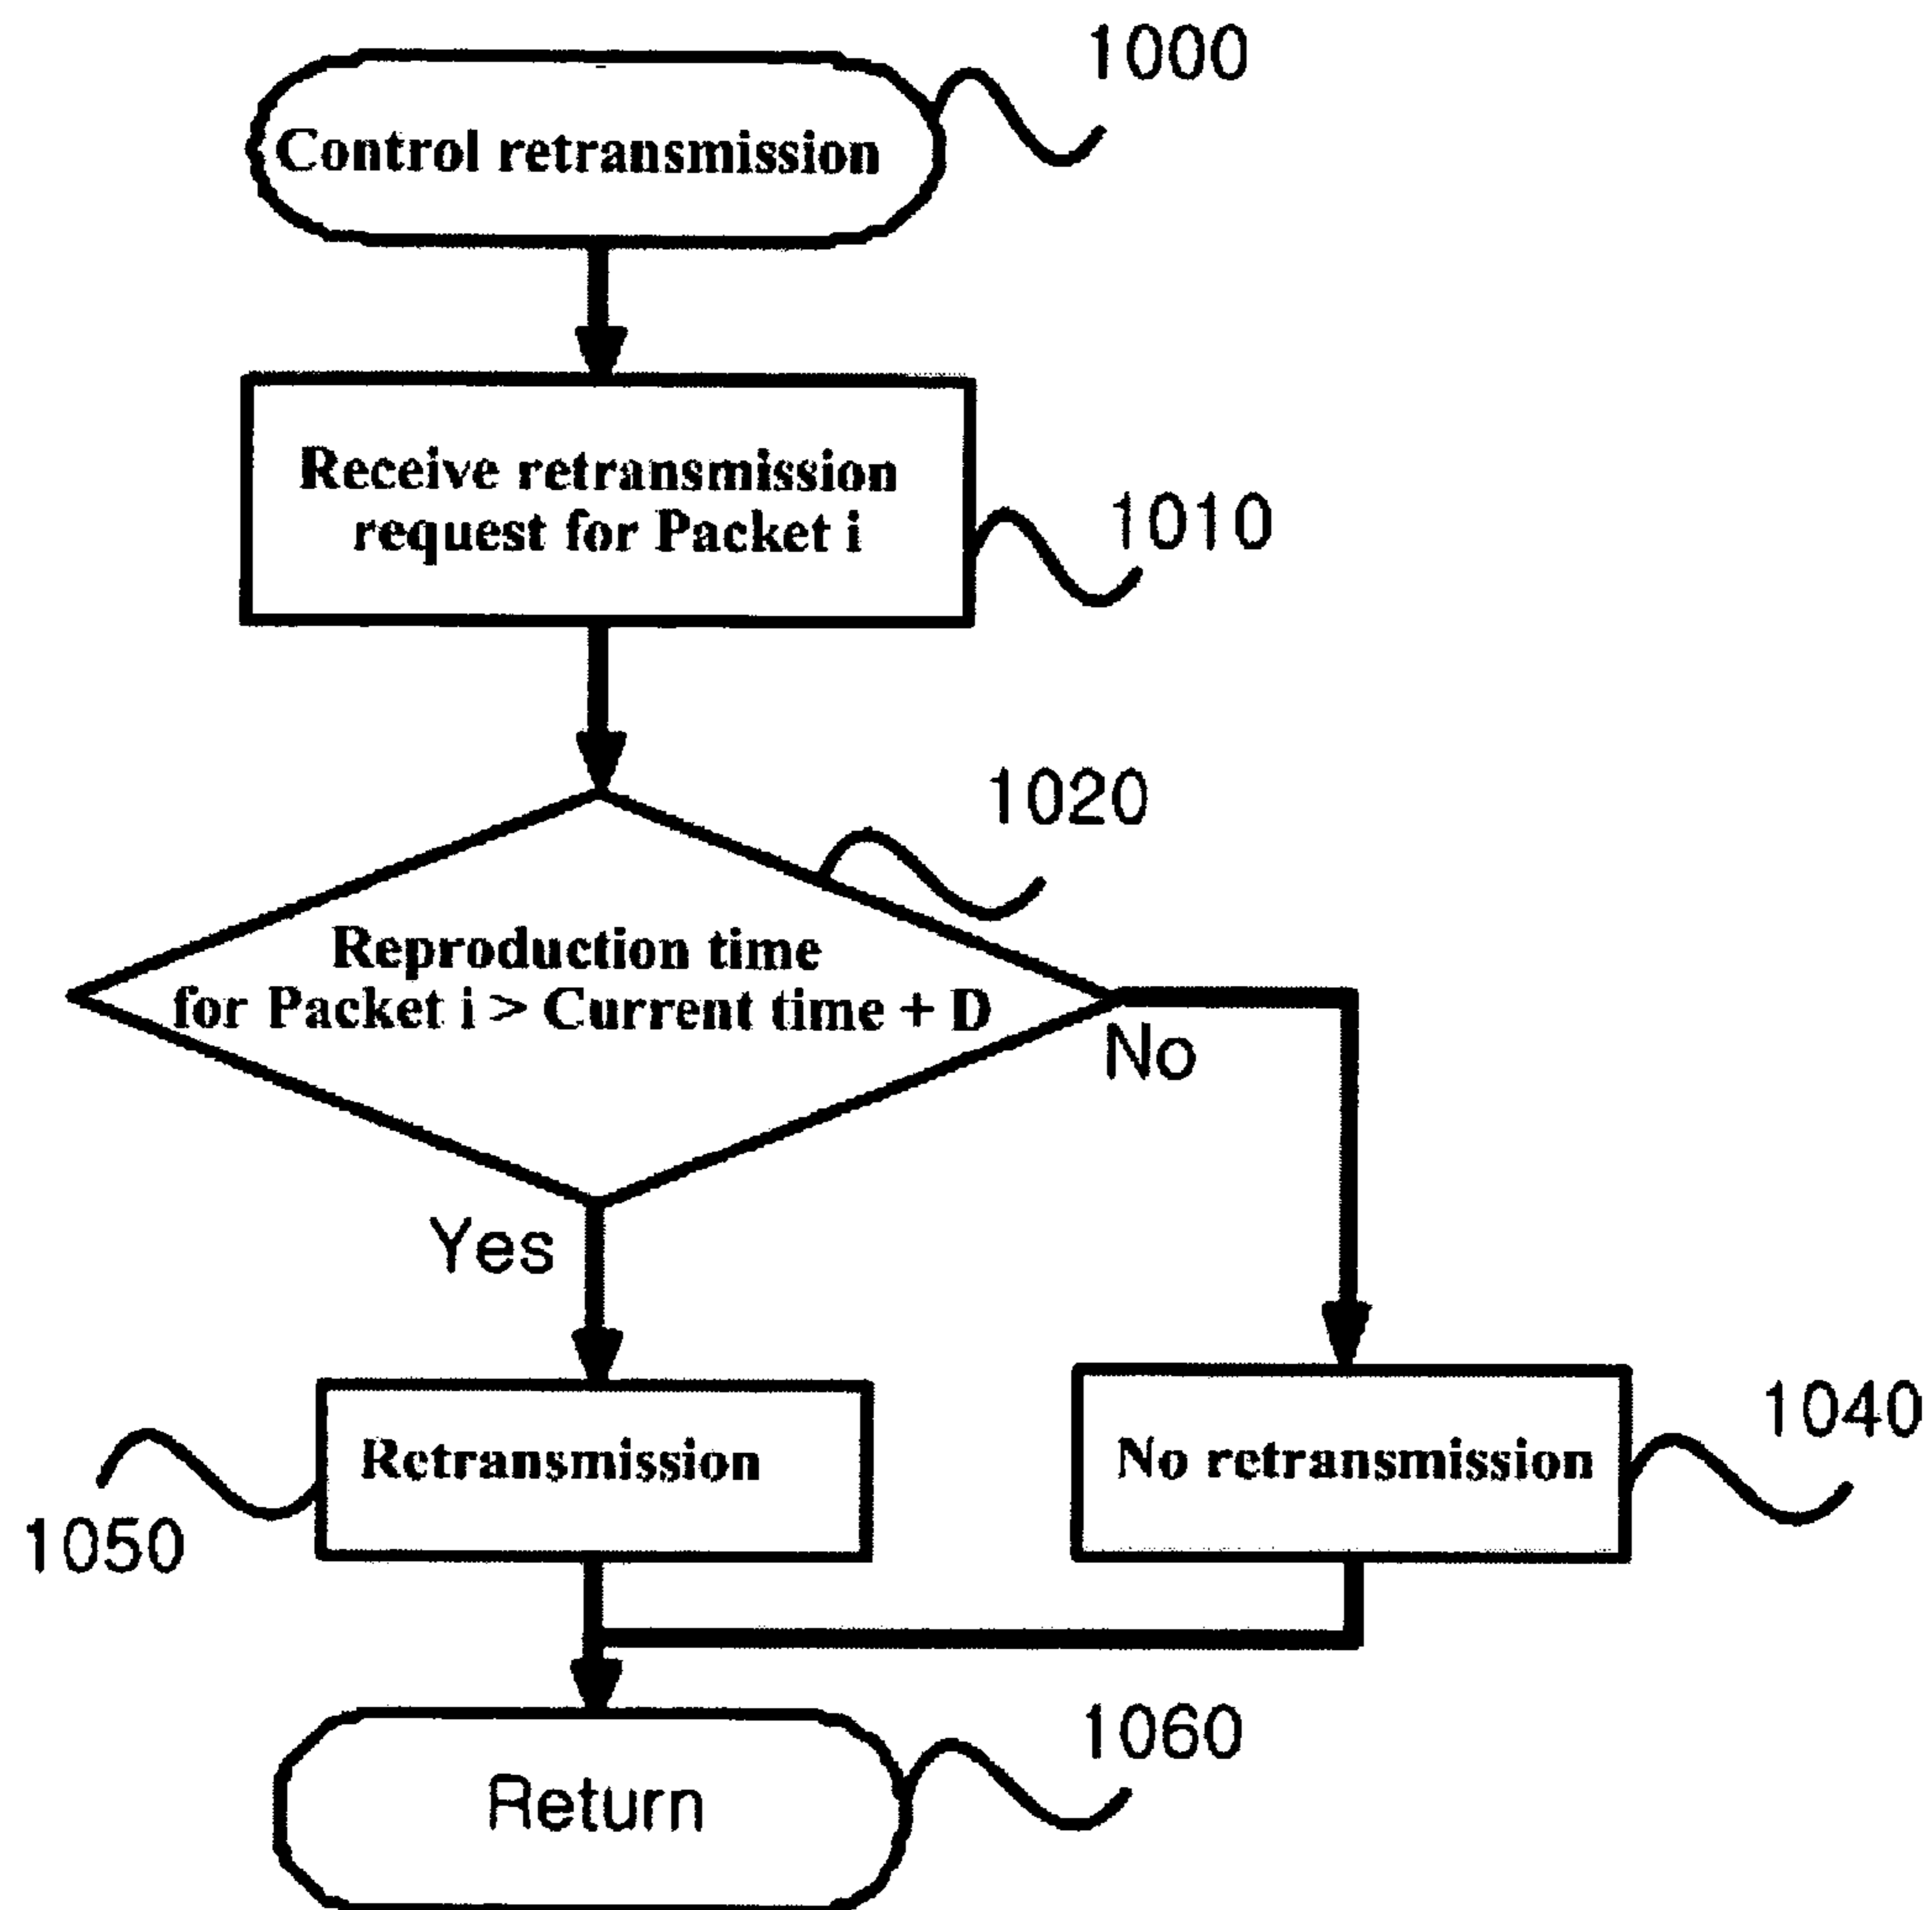 1000
Control retransmission
Receive retransmission
request for Packet i
1010
1020
Reproduction time
for Packet i > Current time + D
No
Yes
Retransmission
No retransmission
1040
1050
1060
Return